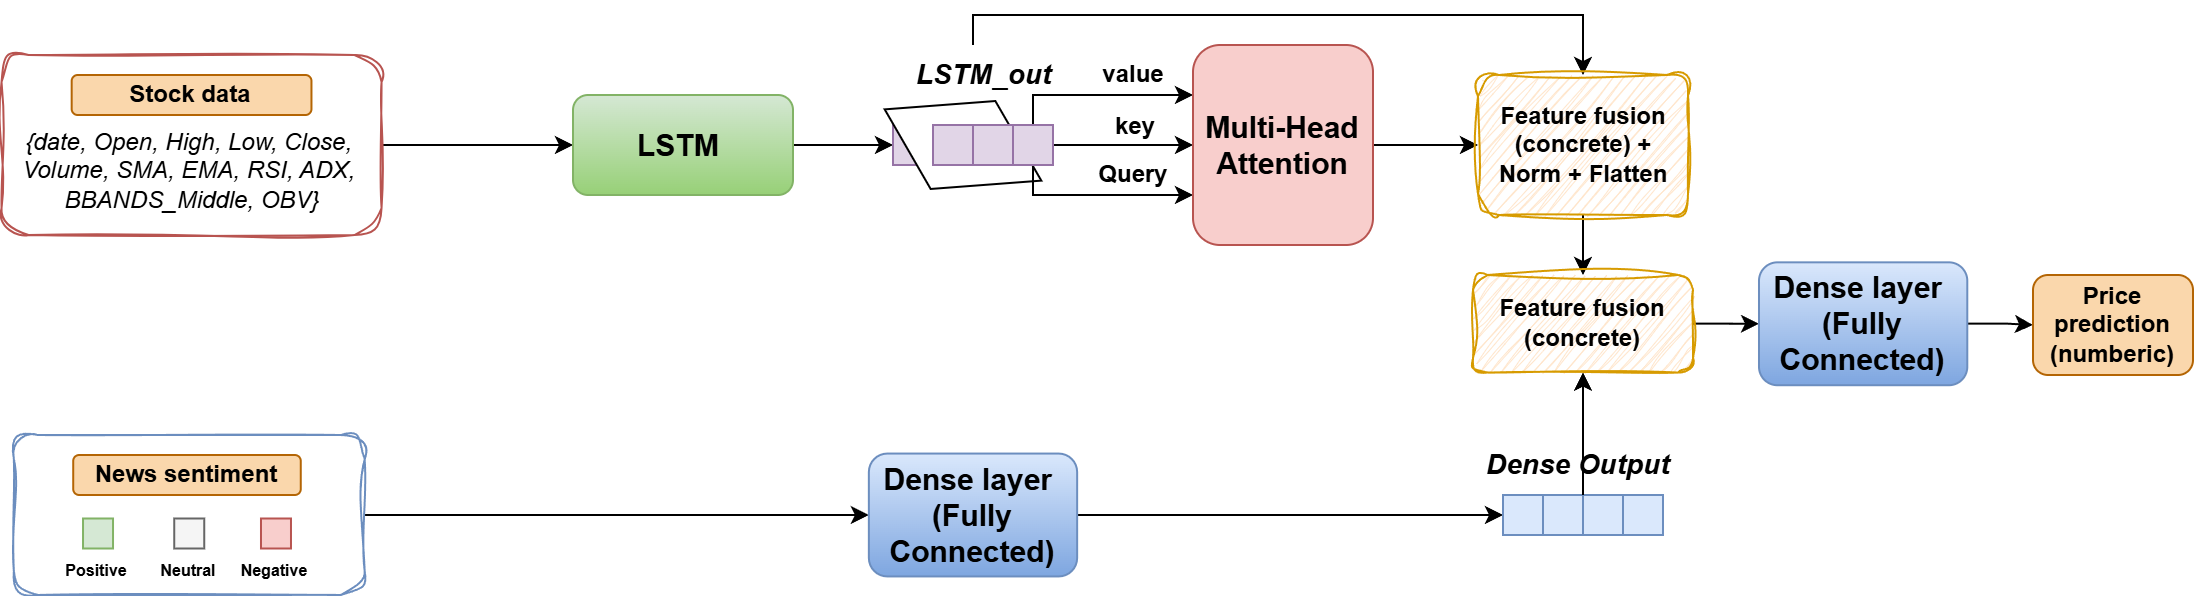 Stock data
{date, Open, High, Low, Close,
Volume, SMA, EMA, RSI, ADX,
BBANDS_Middle, OBV}
LSTM
LSTM_out
value
key
Query
Multi-Head
Attention
Feature fusion
(concrete) +
Norm + Flatten
Feature fusion
(concrete)
Dense layer
(Fully
Connected)
Price
prediction
(numberic)
News sentiment
Positive
Neutral
Negative
Dense layer
(Fully
Connected)
Dense Output